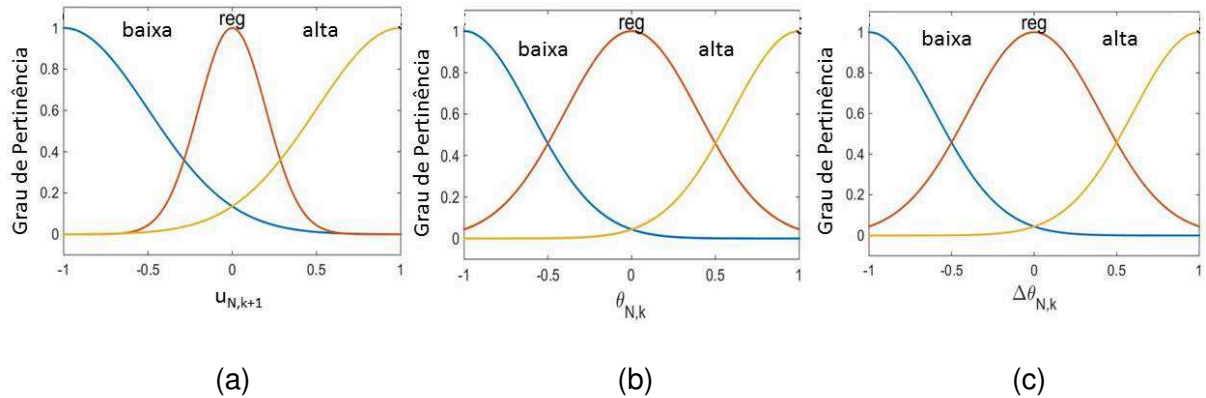 baixa reg alta
Grau de Pertinência
1
0.8
0.6
0.4
0.2
0
-1 -0.5 0 0.5 1
u_{N,k+1}
(a)
baixa reg alta
Grau de Pertinência
1
0.8
0.6
0.4
0.2
0
-1 -0.5 0 0.5 1
θ_{N,k}
(b)
baixa reg alta
Grau de Pertinência
1
0.8
0.6
0.4
0.2
0
-1 -0.5 0 0.5 1
Δθ_{N,k}
(c)